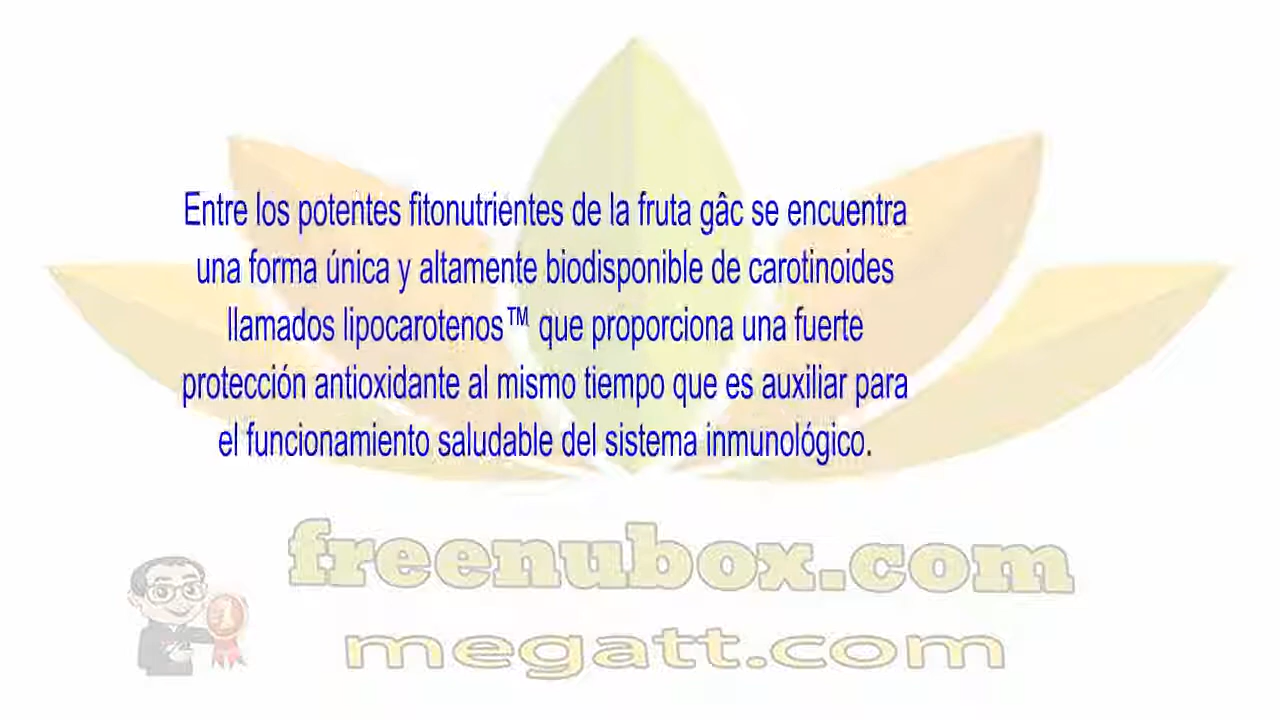 Entre los potentes fitonutrientes de la fruta gâc se encuentra
una forma única y altamente biodisponible de carotinoides
llamados lipocarotenos™ que proporciona una fuerte
protección antioxidante al mismo tiempo que es auxiliar para
el funcionamiento saludable del sistema inmunológico.
freenubox.com
megatt.com